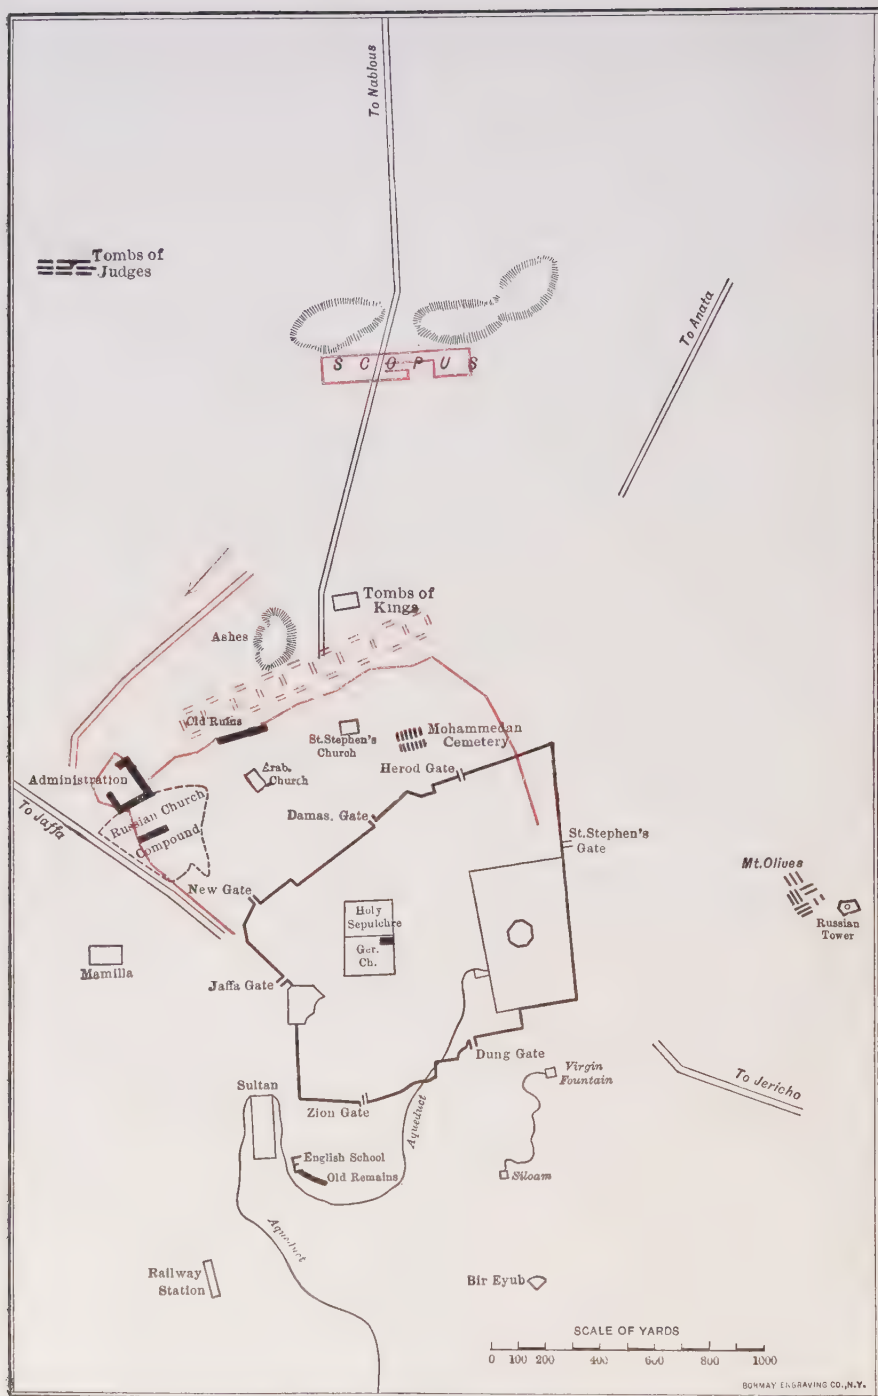 To Nablous
Tombs of
Judges
To Anata
SCOPUS
Tombs of
Kings
Ashes
Old Ruins
St. Stephen's
Church
Mohammedan
Cemetery
Arab.
Church
Herod Gate
Administration
Russian Church
Compound
To Jaffa
Damas. Gate
St. Stephen's
Gate
New Gate
Mt. Olives
Holy
Sepulchre
Russian
Tower
Ger.
Ch.
Mamilla
Jaffa Gate
Dung Gate
Virgin
Fountain
To Jericho
Sultan
Zion Gate
Aqueduct
English School
Old Remains
Siloam
Aqueduct
Railway
Station
Bir Eyub
SCALE OF YARDS
0 100 200 400 600 800 1000
BORMAY ENGRAVING CO., N.Y.